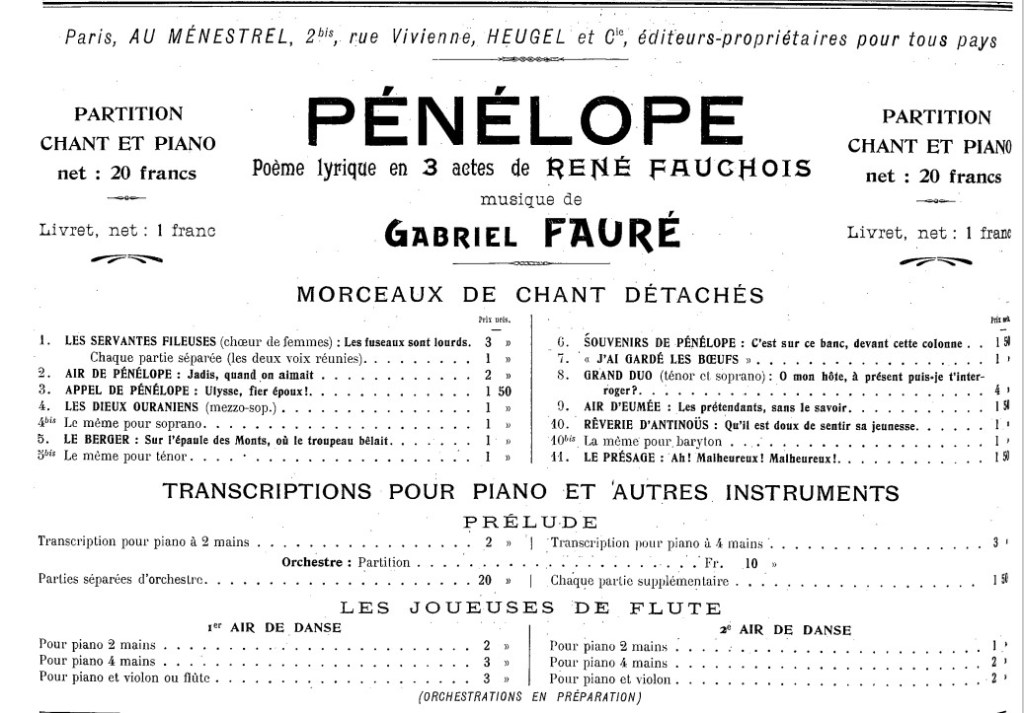 Paris, AU MÉNESTREL, 2bis, rue Vivienne, HEUGEL et Cie, éditeurs-propriétaires pour tous pays
PARTITION
CHANT ET PIANO
net : 20 francs
Livret, net : 1 franc
PÉNÉLOPE
Poème lyrique en 3 actes de RENÉ FAUCHOIS
musique de
GABRIEL FAURÉ
PARTITION
CHANT ET PIANO
net : 20 francs
Livret, net : 1 franc
MORCEAUX DE CHANT DÉTACHÉS
Prix nets.
1. LES SERVANTES FILEUSES (chœur de femmes) : Les fuseaux sont lourds. 3 »
Chaque partie séparée (les deux voix réunies). . . . . . . . . . . 1 »
2. AIR DE PÉNÉLOPE : Jadis, quand on aimait . . . . . . . . . . . 2 »
3. APPEL DE PÉNÉLOPE : Ulysse, fier époux!. . . . . . . . . . . 1 50
4. LES DIEUX OURANIENS (mezzo-sop.) . . . . . . . . . . . 1 »
4bis Le même pour soprano. . . . . . . . . . . 1 »
5. LE BERGER : Sur l'épaule des Monts, où le troupeau bêlait. . . . . . . 1 »
5bis Le même pour ténor. . . . . . . . . . . 1 »
Prix nets
6. SOUVENIRS DE PÉNÉLOPE : C'est sur ce banc, devant cette colonne . . 1 50
7. « J'AI GARDÉ LES BŒUFS » . . . . . . . . . . . 1 »
8. GRAND DUO (ténor et soprano) : O mon hôte, à présent puis-je t'inter-
roger?. . . . . . . . . . . 4 »
9. AIR D'EUMÉE : Les prétendants, sans le savoir. . . . . . . . . . . 1 50
10. RÊVERIE D'ANTINOÜS : Qu'il est doux de sentir sa jeunesse. . . . . . 1 »
10bis La même pour baryton . . . . . . . . . . . 1 »
11. LE PRÉSAGE : Ah! Malheureux! Malheureux!. . . . . . . . . . . 1 50
TRANSCRIPTIONS POUR PIANO ET AUTRES INSTRUMENTS
PRÉLUDE
Transcription pour piano à 2 mains . . . . . . . . . . . 2 » | Transcription pour piano à 4 mains . . . . . . . . . . . 3 »
Orchestre : Partition . . . . . . . . . . . Fr. 10 »
Parties séparées d'orchestre. . . . . . . . . . . 20 » | Chaque partie supplémentaire . . . . . . . . . . . 1 50
LES JOUEUSES DE FLUTE
1er AIR DE DANSE
Pour piano 2 mains . . . . . . . . . . . 2 »
Pour piano 4 mains . . . . . . . . . . . 3 »
Pour piano et violon ou flûte. . . . . . . . . . . 3 »
2e AIR DE DANSE
Pour piano 2 mains . . . . . . . . . . . 1 »
Pour piano 4 mains . . . . . . . . . . . 2 »
Pour piano et violon . . . . . . . . . . . 2 »
(ORCHESTRATIONS EN PRÉPARATION)